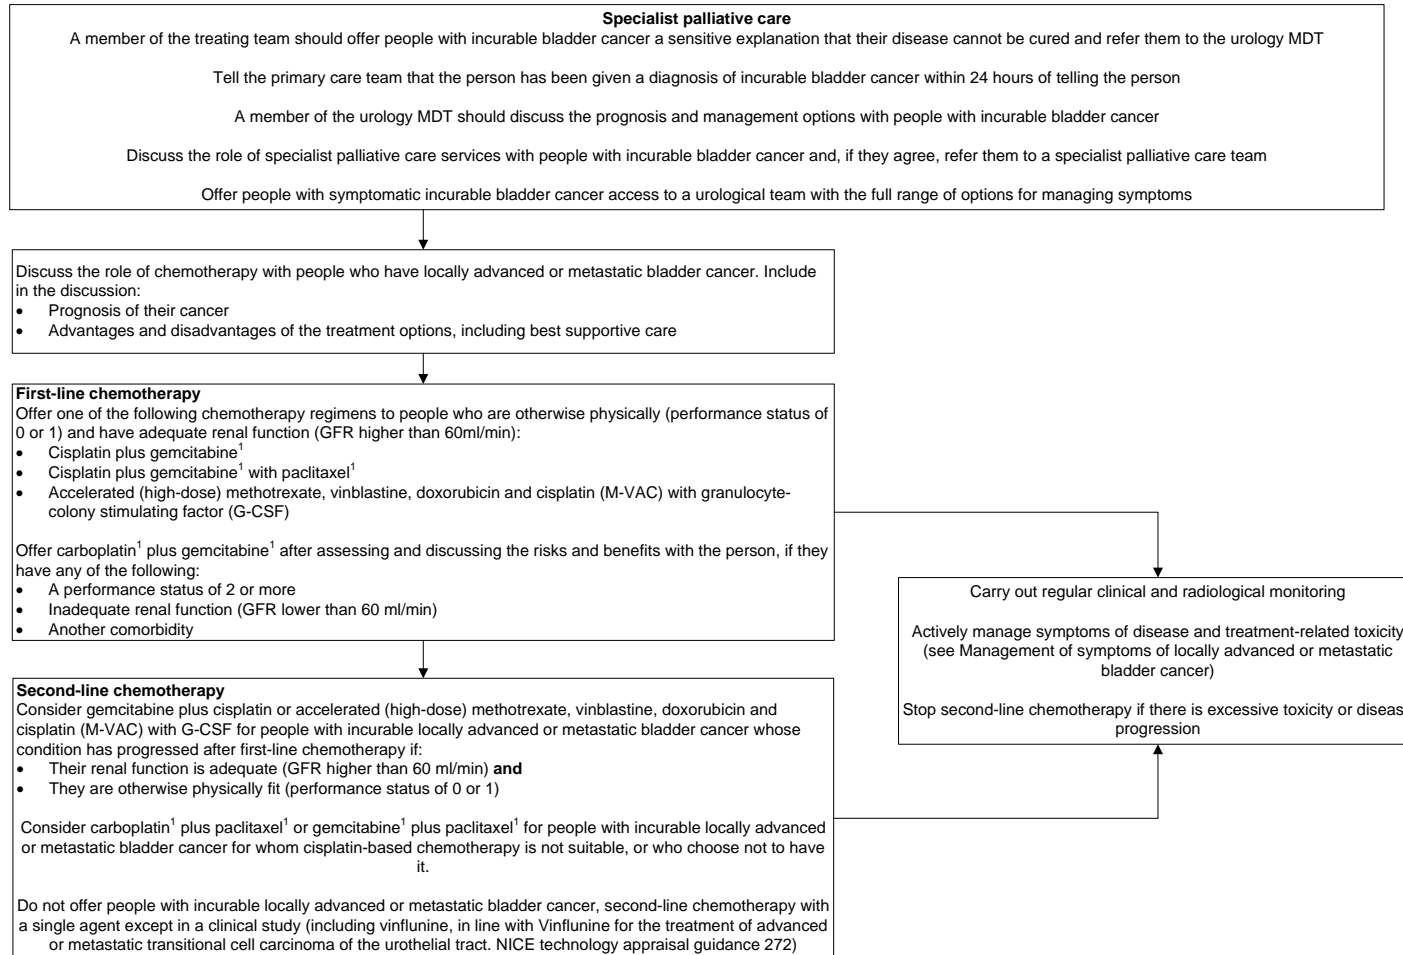 Specialist palliative care
A member of the treating team should offer people with incurable bladder cancer a sensitive explanation that their disease cannot be cured and refer them to the urology MDT
Tell the primary care team that the person has been given a diagnosis of incurable bladder cancer within 24 hours of telling the person
A member of the urology MDT should discuss the prognosis and management options with people with incurable bladder cancer
Discuss the role of specialist palliative care services with people with incurable bladder cancer and, if they agree, refer them to a specialist palliative care team
Offer people with symptomatic incurable bladder cancer access to a urological team with the full range of options for managing symptoms
Discuss the role of chemotherapy with people who have locally advanced or metastatic bladder cancer. Include
in the discussion:
• Prognosis of their cancer
• Advantages and disadvantages of the treatment options, including best supportive care
First-line chemotherapy
Offer one of the following chemotherapy regimens to people who are otherwise physically (performance status of
0 or 1) and have adequate renal function (GFR higher than 60ml/min):
• Cisplatin plus gemcitabine¹
• Cisplatin plus gemcitabine¹ with paclitaxel¹
• Accelerated (high-dose) methotrexate, vinblastine, doxorubicin and cisplatin (M-VAC) with granulocyte-
colony stimulating factor (G-CSF)
Offer carboplatin¹ plus gemcitabine¹ after assessing and discussing the risks and benefits with the person, if they
have any of the following:
• A performance status of 2 or more
• Inadequate renal function (GFR lower than 60 ml/min)
• Another comorbidity
Second-line chemotherapy
Consider gemcitabine plus cisplatin or accelerated (high-dose) methotrexate, vinblastine, doxorubicin and
cisplatin (M-VAC) with G-CSF for people with incurable locally advanced or metastatic bladder cancer whose
condition has progressed after first-line chemotherapy if:
• Their renal function is adequate (GFR higher than 60 ml/min) and
• They are otherwise physically fit (performance status of 0 or 1)
Consider carboplatin¹ plus paclitaxel¹ or gemcitabine¹ plus paclitaxel¹ for people with incurable locally advanced
or metastatic bladder cancer for whom cisplatin-based chemotherapy is not suitable, or who choose not to have
it.
Do not offer people with incurable locally advanced or metastatic bladder cancer, second-line chemotherapy with
a single agent except in a clinical study (including vinflunine, in line with Vinflunine for the treatment of advanced
or metastatic transitional cell carcinoma of the urothelial tract. NICE technology appraisal guidance 272)
Carry out regular clinical and radiological monitoring
Actively manage symptoms of disease and treatment-related toxicity
(see Management of symptoms of locally advanced or metastatic
bladder cancer)
Stop second-line chemotherapy if there is excessive toxicity or diseas
progression